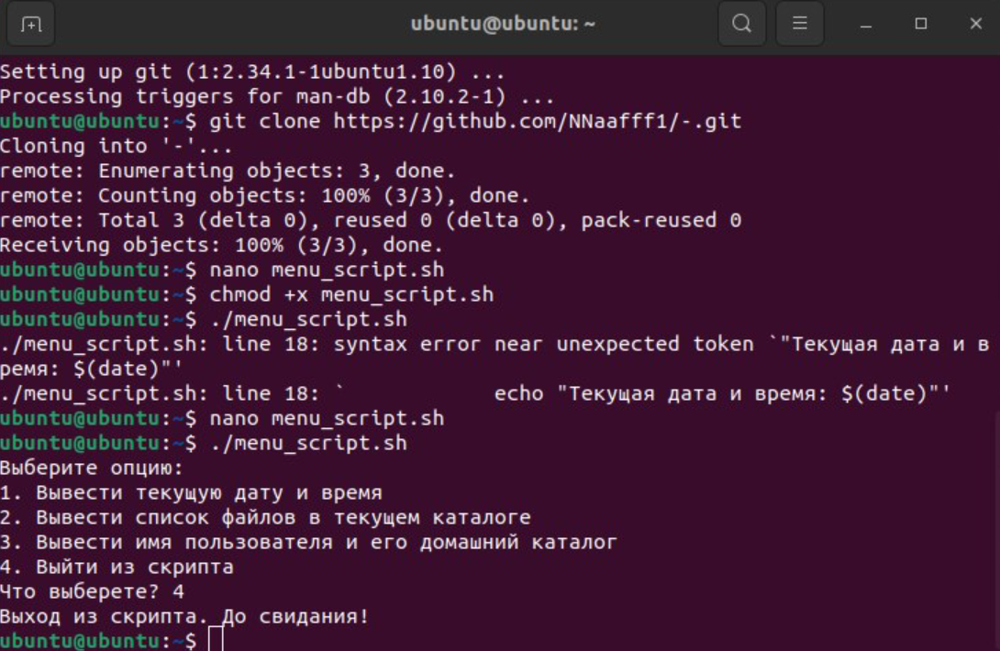 ubuntu@ubuntu: ~
Setting up git (1:2.34.1-1ubuntu1.10) ...
Processing triggers for man-db (2.10.2-1) ...
ubuntu@ubuntu:~$ git clone https://github.com/NNaafff1/-.git
Cloning into '-'...
remote: Enumerating objects: 3, done.
remote: Counting objects: 100% (3/3), done.
remote: Total 3 (delta 0), reused 0 (delta 0), pack-reused 0
Receiving objects: 100% (3/3), done.
ubuntu@ubuntu:~$ nano menu_script.sh
ubuntu@ubuntu:~$ chmod +x menu_script.sh
ubuntu@ubuntu:~$ ./menu_script.sh
./menu_script.sh: line 18: syntax error near unexpected token `"Текущая дата и в
ремя: $(date)"'
./menu_script.sh: line 18: `            echo "Текущая дата и время: $(date)"'
ubuntu@ubuntu:~$ nano menu_script.sh
ubuntu@ubuntu:~$ ./menu_script.sh
Выберите опцию:
1. Вывести текущую дату и время
2. Вывести список файлов в текущем каталоге
3. Вывести имя пользователя и его домашний каталог
4. Выйти из скрипта
Что выберете? 4
Выход из скрипта. До свидания!
ubuntu@ubuntu:~$